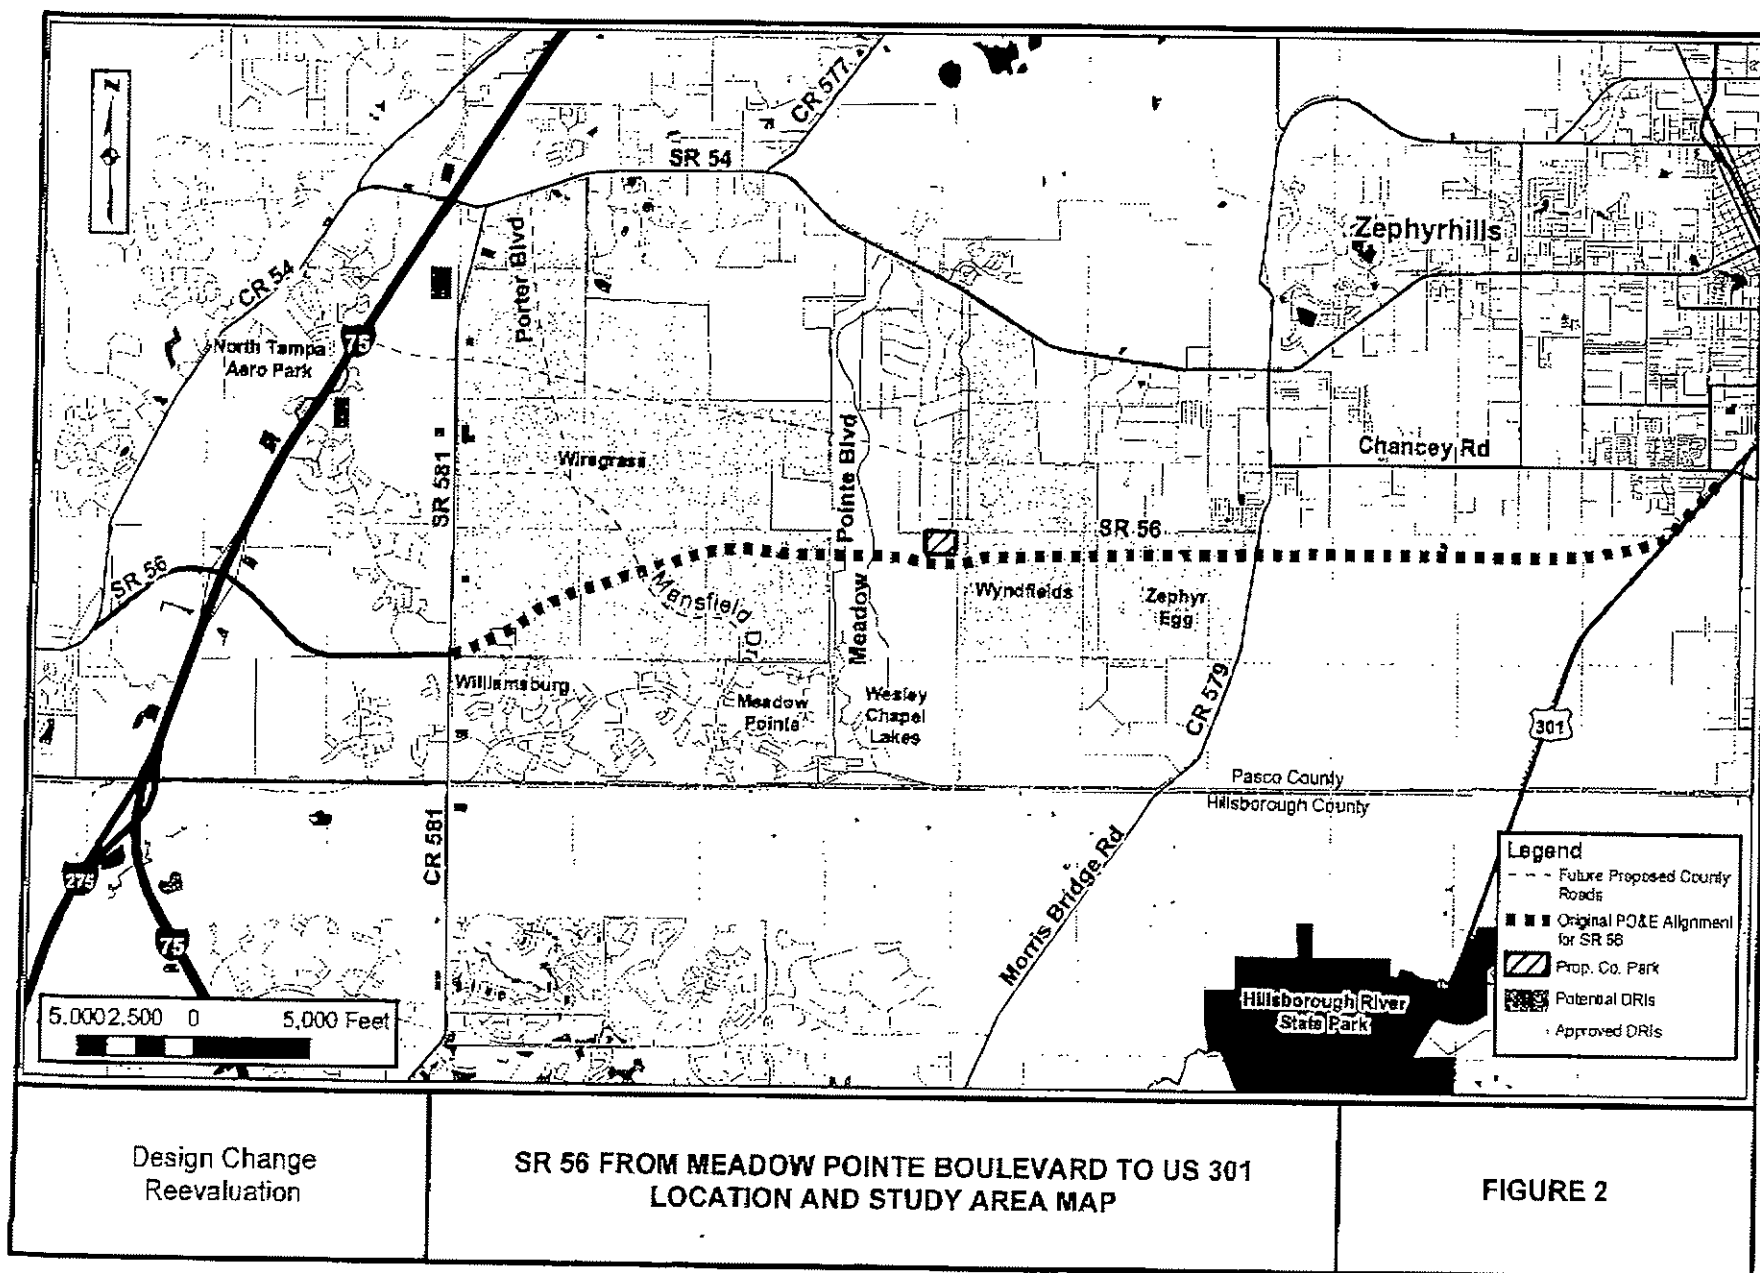 N
CR 577
SR 54
Zephyrhills
Porter Blvd
CR 54
75
North Tampa
Aero Park
Pointe Blvd
Chancey Rd
Wiregrass
SR 581
SR 56
SR 56
Mansfield Dr
Meadow
Wyndfields
Zephyr
Egg
Williamsburg
Meadow
Pointe
Wesley
Chapel
Lakes
CR 579
301
Pasco County
Hillsborough County
CR 581
275
75
Morris Bridge Rd
Hillsborough River
State Park
Legend
Future Proposed County
Roads
Original PD&E Alignment
for SR 56
Prop. Co. Park
Potential DRIs
Approved DRIs
5,000 2,500 0 5,000 Feet
Design Change
Reevaluation
SR 56 FROM MEADOW POINTE BOULEVARD TO US 301
LOCATION AND STUDY AREA MAP
FIGURE 2